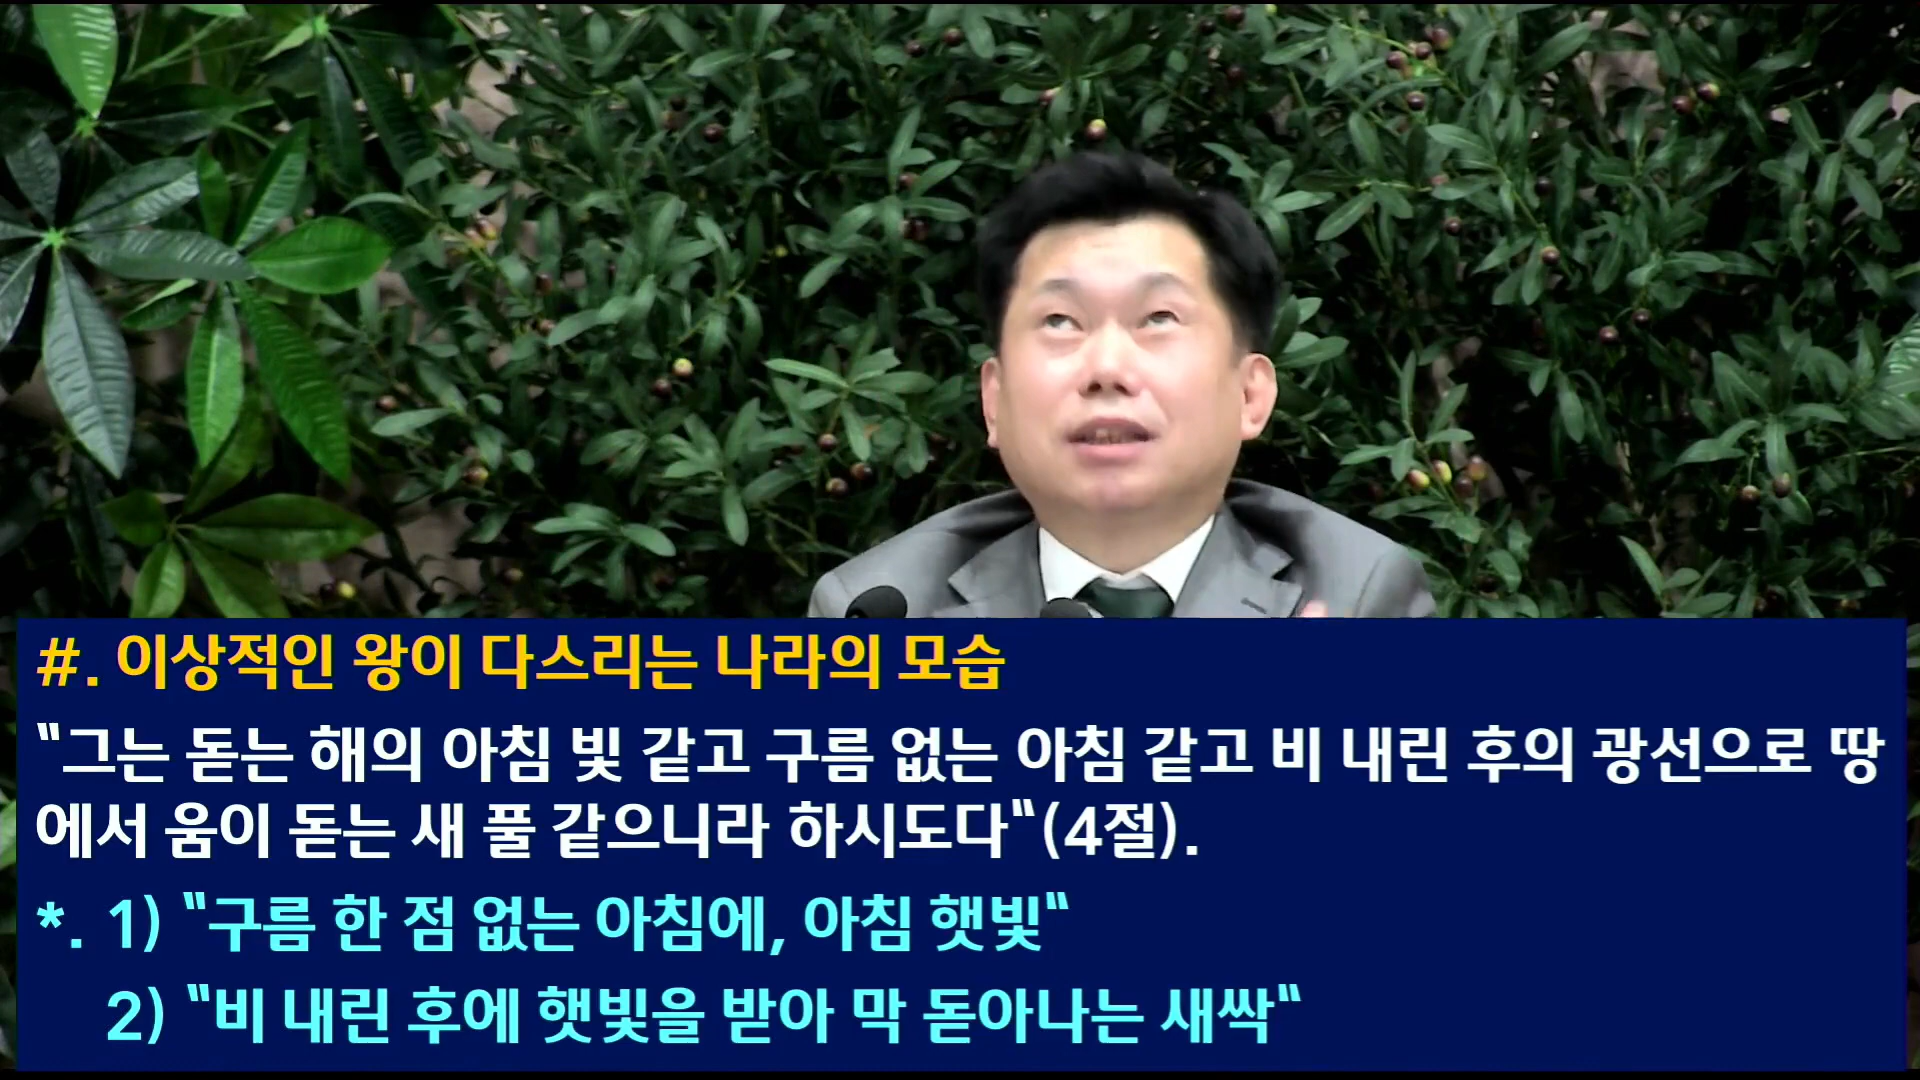 #. 이상적인 왕이 다스리는 나라의 모습
“그는 돋는 해의 아침 빛 같고 구름 없는 아침 같고 비 내린 후의 광선으로 땅
에서 움이 돋는 새 풀 같으니라 하시도다“(4절).
*. 1) “구름 한 점 없는 아침에, 아침 햇빛“
2) “비 내린 후에 햇빛을 받아 막 돋아나는 새싹“